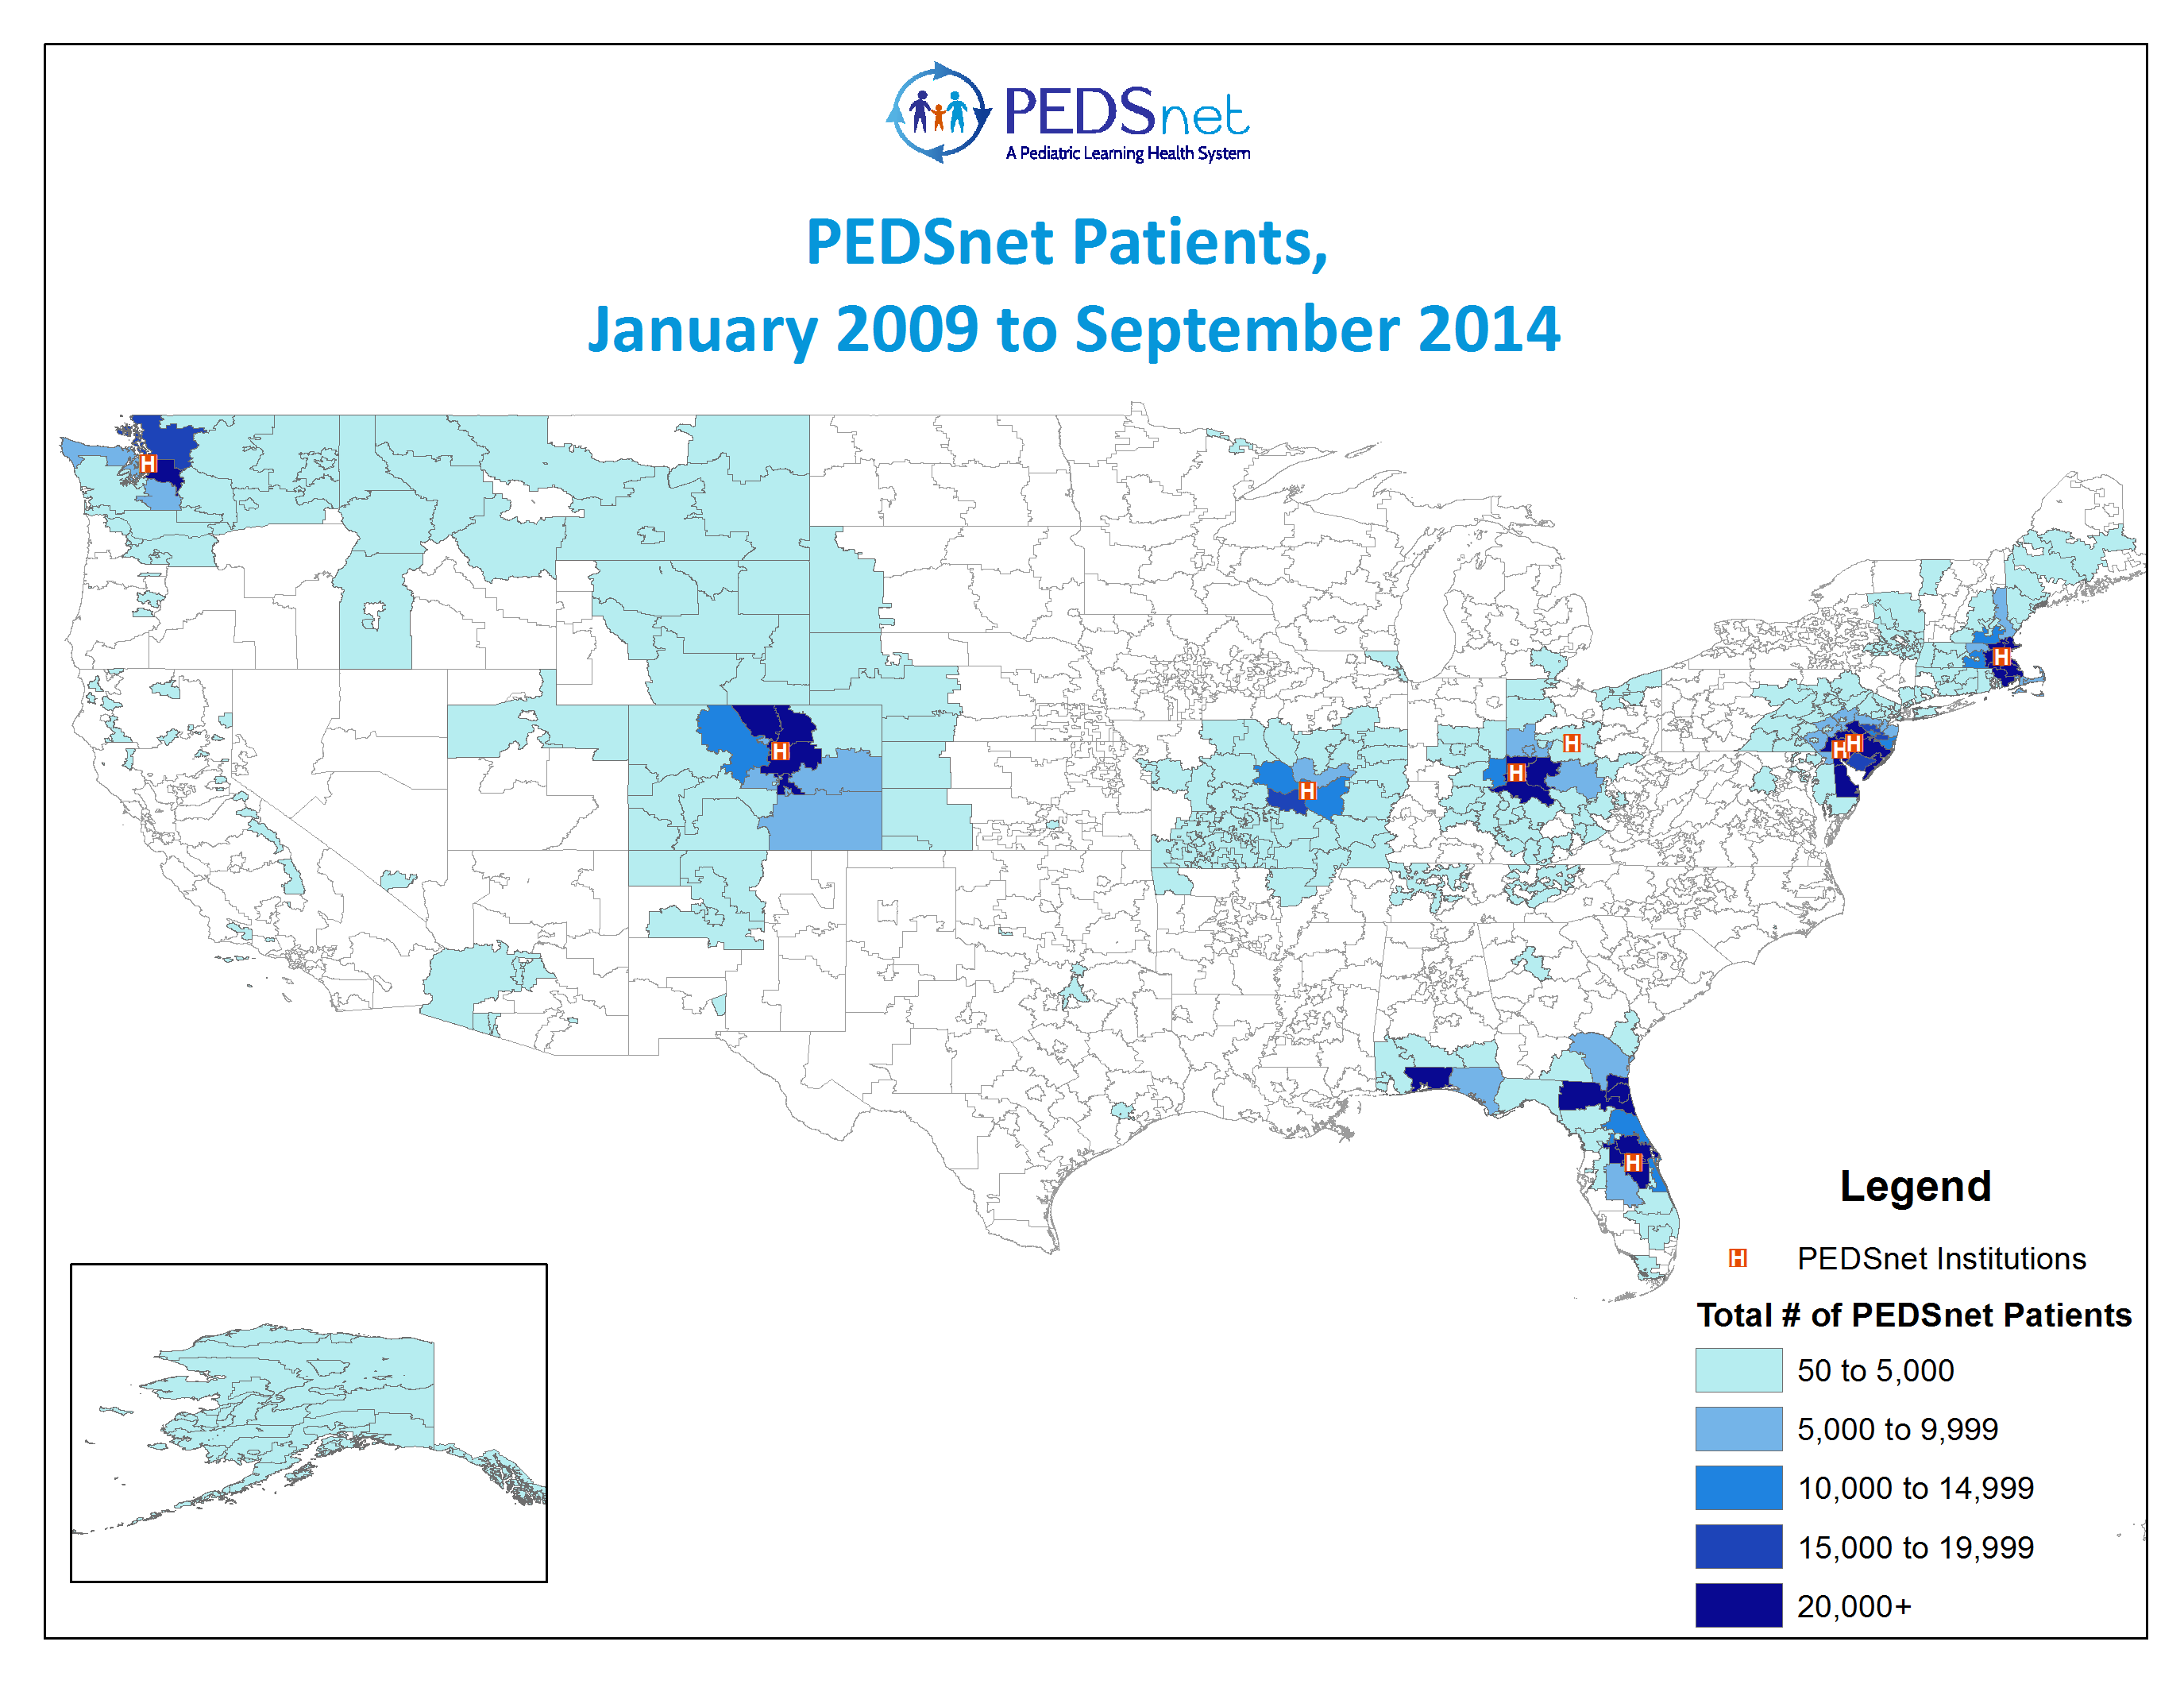 PEDSnet
A Pediatric Learning Health System
PEDSnet Patients,
January 2009 to September 2014
H
H
H
H
H
H
H
H
H
Legend
H PEDSnet Institutions
Total # of PEDSnet Patients
50 to 5,000
5,000 to 9,999
10,000 to 14,999
15,000 to 19,999
20,000+